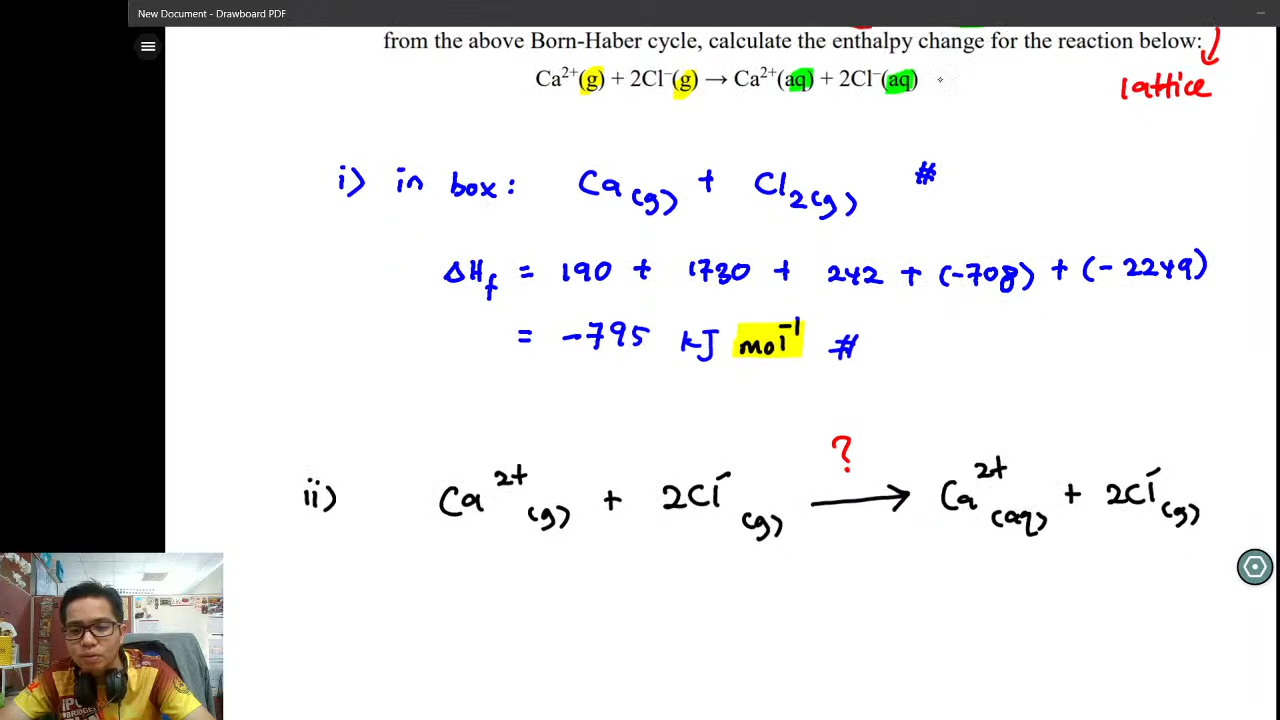 New Document - Drawboard PDF
from the above Born-Haber cycle, calculate the enthalpy change for the reaction below:
Ca²⁺(g) + 2Cl⁻(g) → Ca²⁺(aq) + 2Cl⁻(aq)
lattice
i) in box: Ca(g) + Cl₂(g) #
ΔHf = 190 + 1730 + 242 + (-708) + (-2249)
= -795 kJ mol⁻¹ #
?
ii) Ca²⁺(g) + 2Cl⁻(g) → Ca²⁺(aq) + 2Cl⁻(g)